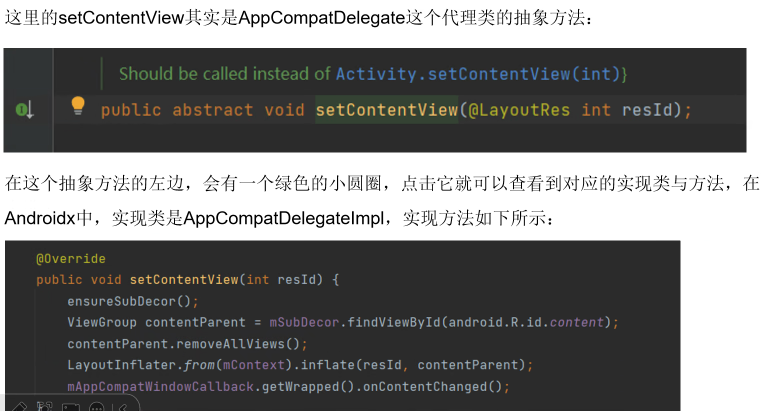 这里的setContentView其实是AppCompatDelegate这个代理类的抽象方法：
Should be called instead of Activity.setContentView(int)}
public abstract void setContentView(@LayoutRes int resId);
在这个抽象方法的左边，会有一个绿色的小圆圈，点击它就可以查看到对应的实现类与方法，在
Androidx中，实现类是AppCompatDelegateImpl，实现方法如下所示：
@Override
public void setContentView(int resId) {
ensureSubDecor();
ViewGroup contentParent = mSubDecor.findViewById(android.R.id.content);
contentParent.removeAllViews();
LayoutInflater.from(mContext).inflate(resId, contentParent);
mAppCompatWindowCallback.getWrapped().onContentChanged();